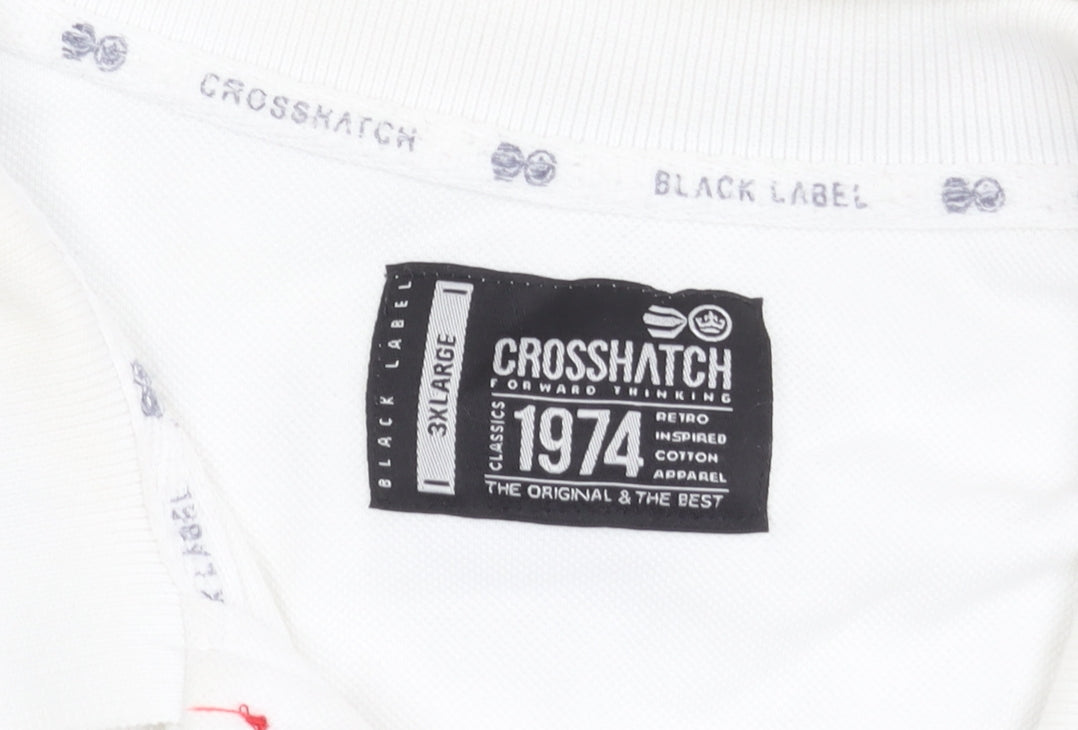 CROSSHATCH
BLACK LABEL
BLACK LABEL
3XLARGE
CROSSHATCH
FORWARD THINKING
CLASSICS
1974
RETRO
INSPIRED
COTTON
APPAREL
THE ORIGINAL & THE BEST
K LABEL